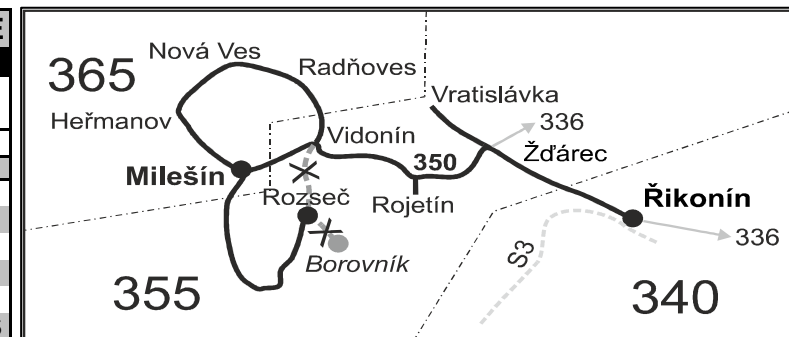 Nová Ves
365
Radňoves
Vratislávka
Heřmanov
336
Vidonín
Žďárec
Milešín
350
Rozseč
Rojetín
Řikonín
336
S3
Borovník
355
340